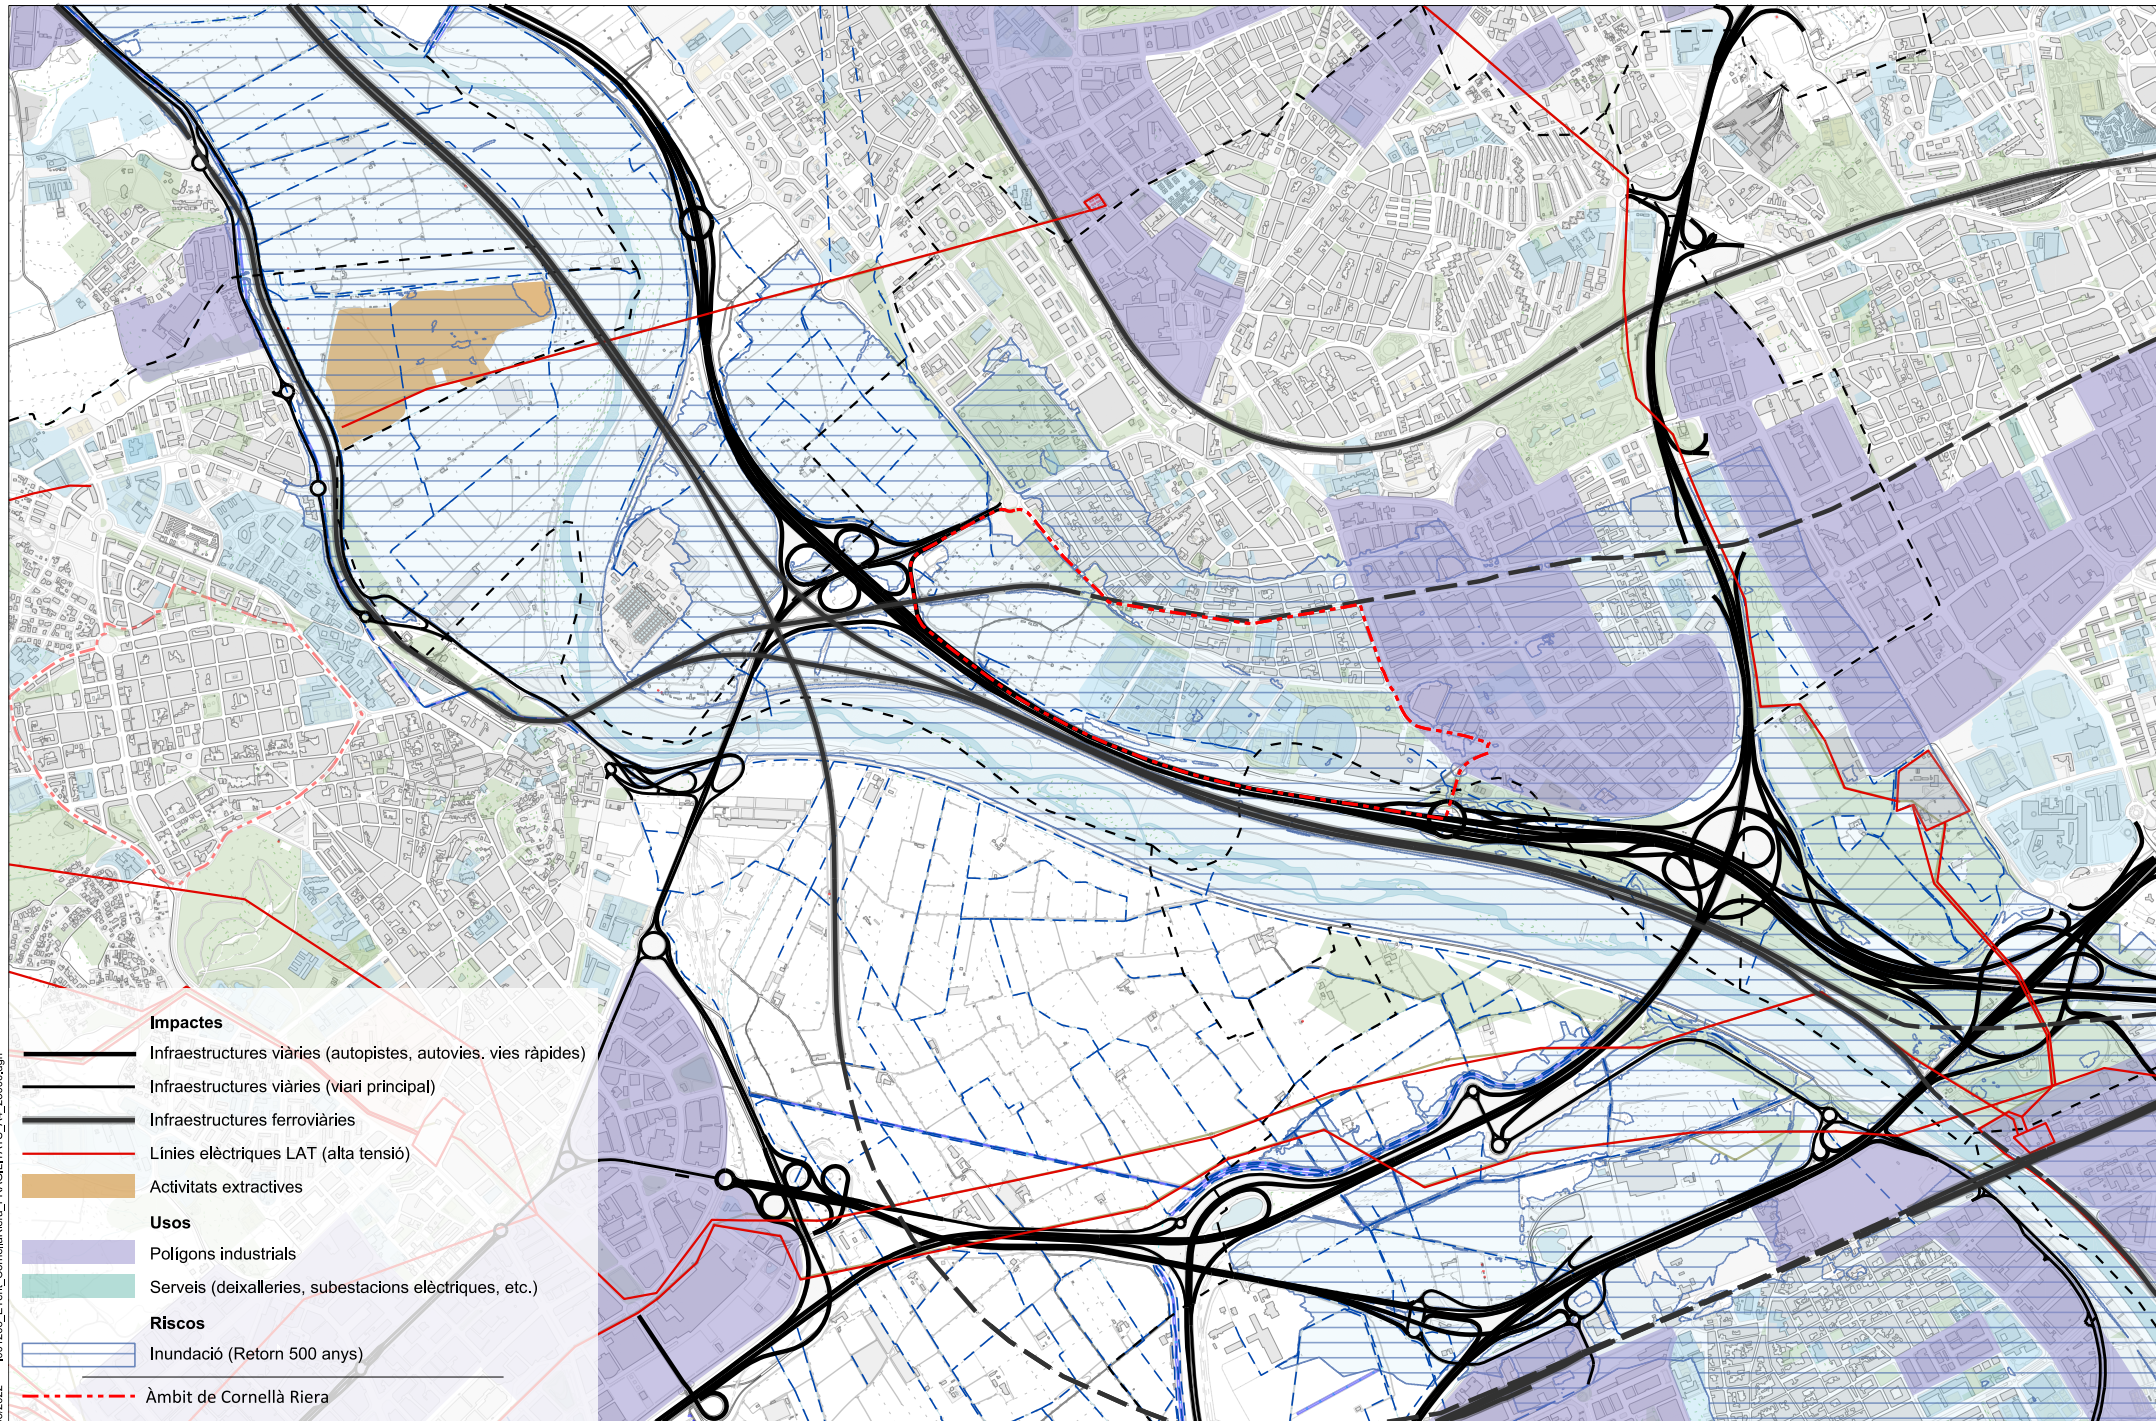 Impactes
Infraestructures viàries (autopistes, autovies. vies ràpides)
Infraestructures viàries (viari principal)
Infraestructures ferroviàries
Línies elèctriques LAT (alta tensió)
Activitats extractives
Usos
Polígons industrials
Serveis (deixalleries, subestacions elèctriques, etc.)
Riscos
Inundació (Retorn 500 anys)
Àmbit de Cornellà Riera